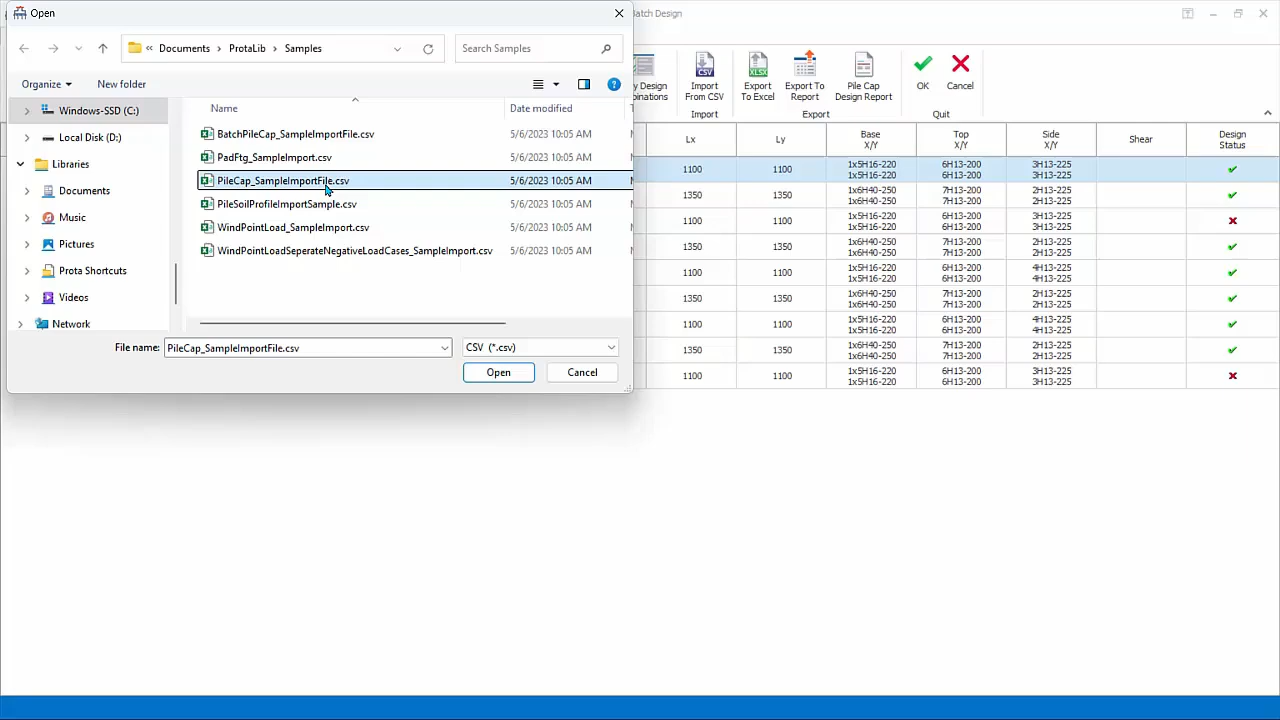 Open
Batch Design
Documents ProtaLib Samples
Search Samples
Organize
New folder
Windows-SSD (C:)
Local Disk (D:)
Libraries
Documents
Music
Pictures
Prota Shortcuts
Videos
Network
Name Date modified
BatchPileCap_SampleImportFile.csv 5/6/2023 10:05 AM
PadFtg_SampleImport.csv 5/6/2023 10:05 AM
PileCap_SampleImportFile.csv 5/6/2023 10:05 AM
PileSoilProfileImportSample.csv 5/6/2023 10:05 AM
WindPointLoad_SampleImport.csv 5/6/2023 10:05 AM
WindPointLoadSeperateNegativeLoadCases_SampleImport.csv 5/6/2023 10:05 AM
File name: PileCap_SampleImportFile.csv CSV (*.csv)
Open Cancel
y Design
binations
CSV
Import
From CSV
Import
XLSX
Export
To Excel
Export To
Report
Pile Cap
Design Report
Export
OK
Cancel
Quit
Lx Ly Base X/Y Top X/Y Side X/Y Shear Design Status
1100 1100 1x5H16-220 6H13-200 3H13-225
1x5H16-220 6H13-200 3H13-225
1350 1350 1x6H40-250 7H13-200 2H13-225
1x6H40-250 7H13-200 2H13-225
1100 1100 1x5H16-220 6H13-200 3H13-225
1x5H16-220 6H13-200 3H13-225
1350 1350 1x6H40-250 7H13-200 2H13-225
1x6H40-250 7H13-200 2H13-225
1100 1100 1x5H16-220 6H13-200 4H13-225
1x5H16-220 6H13-200 4H13-225
1350 1350 1x6H40-250 7H13-200 2H13-225
1x6H40-250 7H13-200 2H13-225
1100 1100 1x5H16-220 6H13-200 4H13-225
1x5H16-220 6H13-200 4H13-225
1350 1350 1x6H40-250 7H13-200 2H13-225
1x6H40-250 7H13-200 2H13-225
1100 1100 1x5H16-220 6H13-200 3H13-225
1x5H16-220 6H13-200 3H13-225